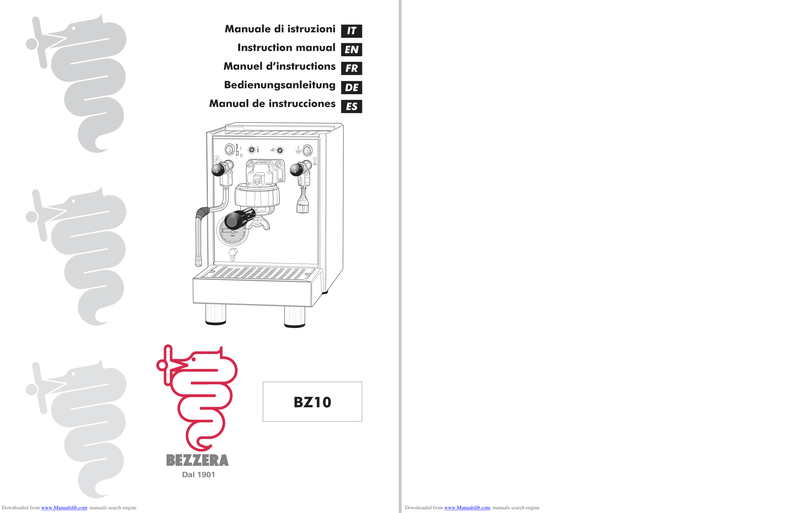 Manuale di istruzioni IT
Instruction manual EN
Manuel d'instructions FR
Bedienungsanleitung DE
Manual de instrucciones ES
BZ10
BEZZERA
Dal 1901
Downloaded from www.Manualslib.com manuals search engine
Downloaded from www.Manualslib.com manuals search engine